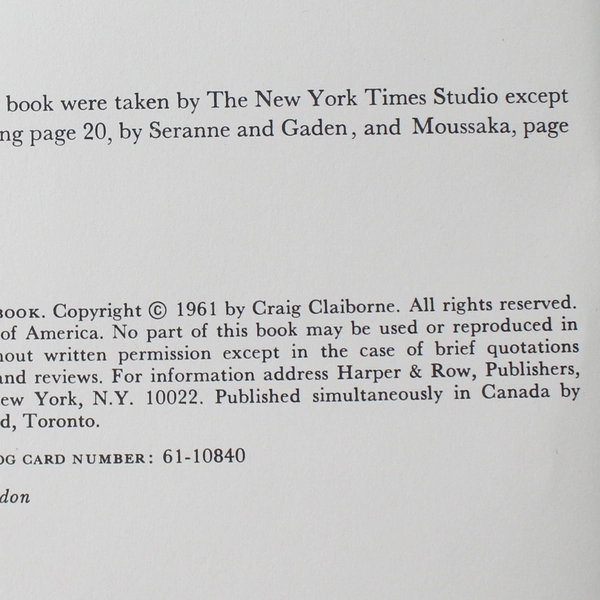 book were taken by The New York Times Studio except
ng page 20, by Seranne and Gaden, and Moussaka, page
BOOK. Copyright © 1961 by Craig Claiborne. All rights reserved.
of America. No part of this book may be used or reproduced in
hout written permission except in the case of brief quotations
and reviews. For information address Harper & Row, Publishers,
ew York, N.Y. 10022. Published simultaneously in Canada by
d, Toronto.
OG CARD NUMBER: 61-10840
don